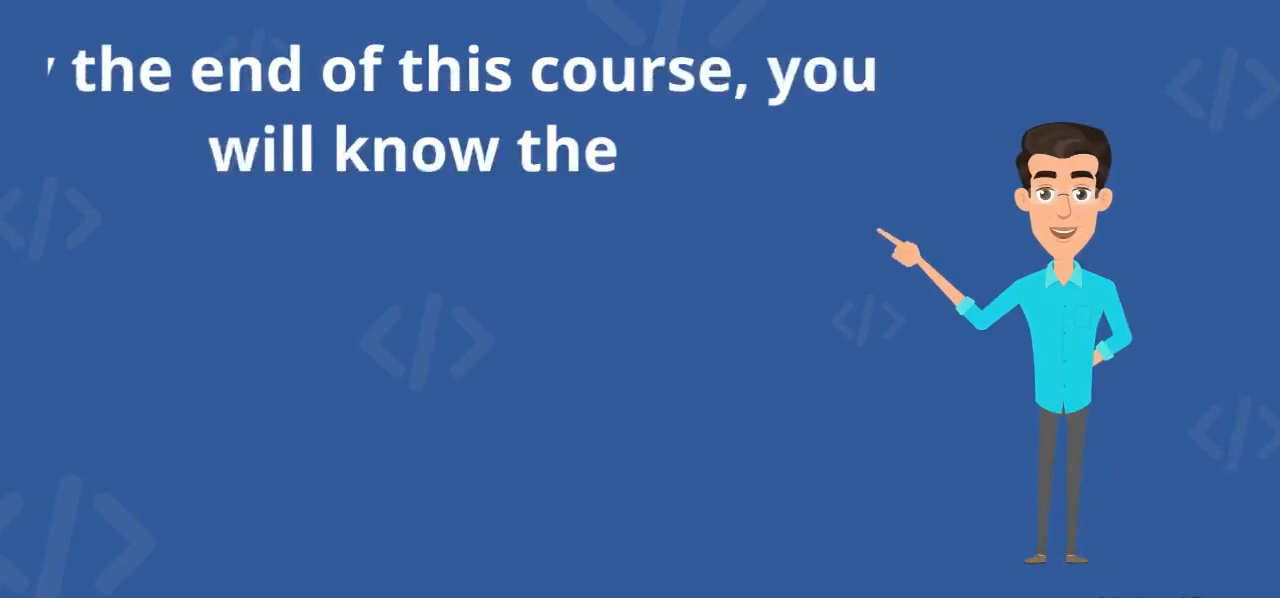 the end of this course, you
will know the